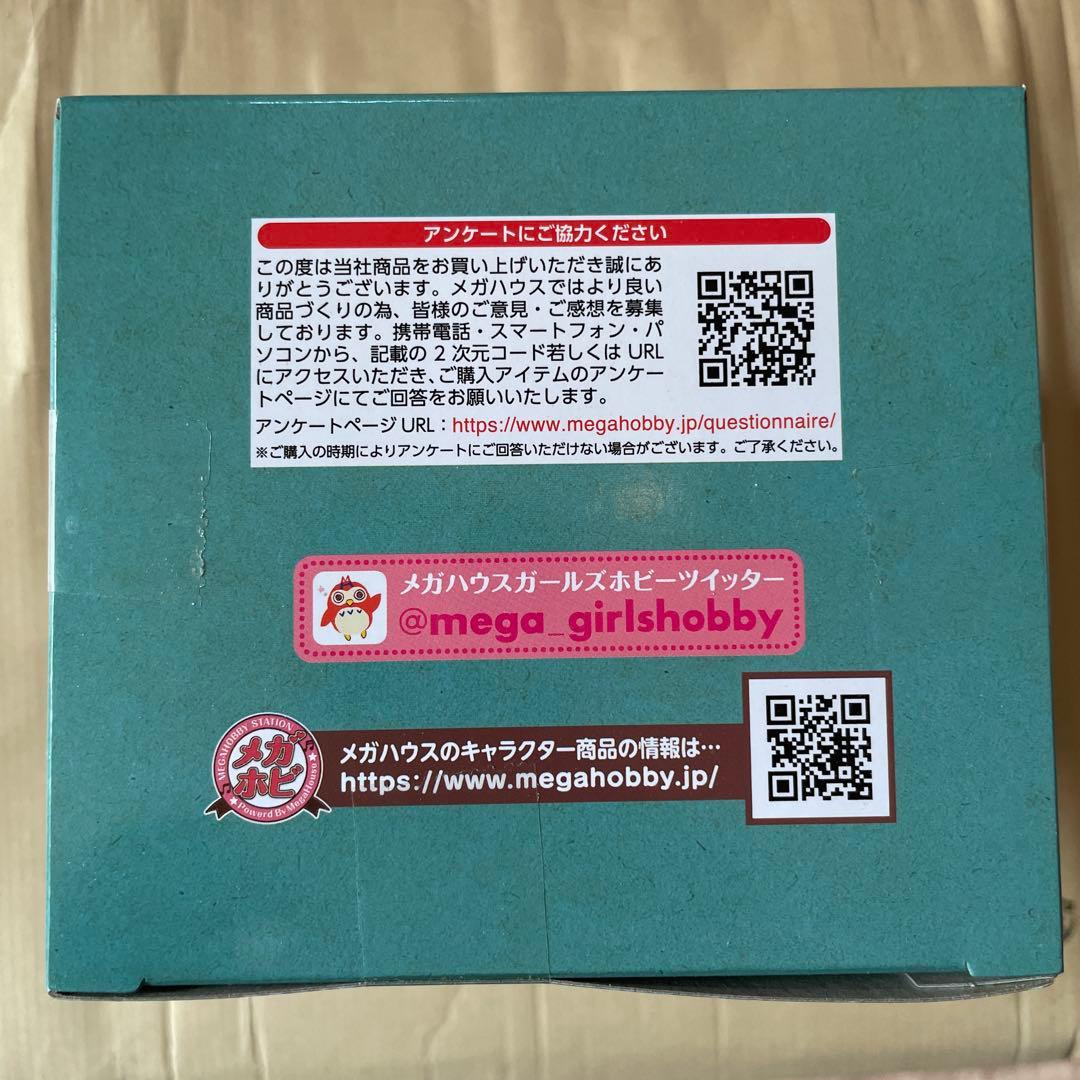 アンケートにご協力ください
この度は当社商品をお買い上げいただき誠にあ
りがとうございます。メガハウスではより良い
商品づくりの為、皆様のご意見・ご感想を募集
しております。携帯電話・スマートフォン・パ
ソコンから、記載の2次元コード若しくはURL
にアクセスいただき、ご購入アイテムのアンケー
トページにてご回答をお願いいたします。
アンケートページURL：https://www.megahobby.jp/questionnaire/
※ご購入の時期によりアンケートにご回答いただけない場合がございます。ご了承ください。
メガハウスガールズホビーツイッター
@mega_girlshobby
MEGAHOBBY STATION
メガ
ホビ
Powerd By MegaHouse
メガハウスのキャラクター商品の情報は…
https://www.megahobby.jp/